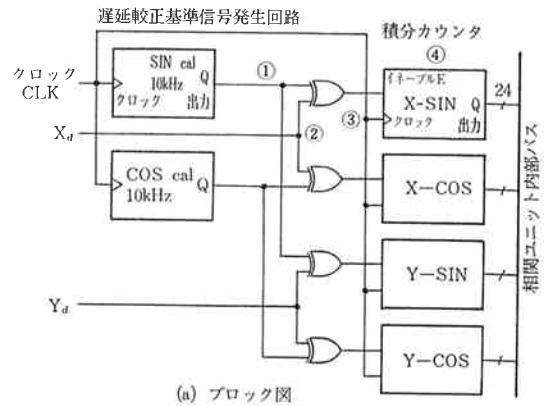 遅延較正基準信号発生回路
積分カウンタ
④
SIN cal
10kHz Q
クロック 出力
①
イネーブルE
X-SIN Q
クロック 出力
24
クロック
CLK
③
Xd
②
COS cal Q
10kHz
X-COS
Y-SIN
Yd
Y-COS
相関ユニット内部バス
(a) ブロック図